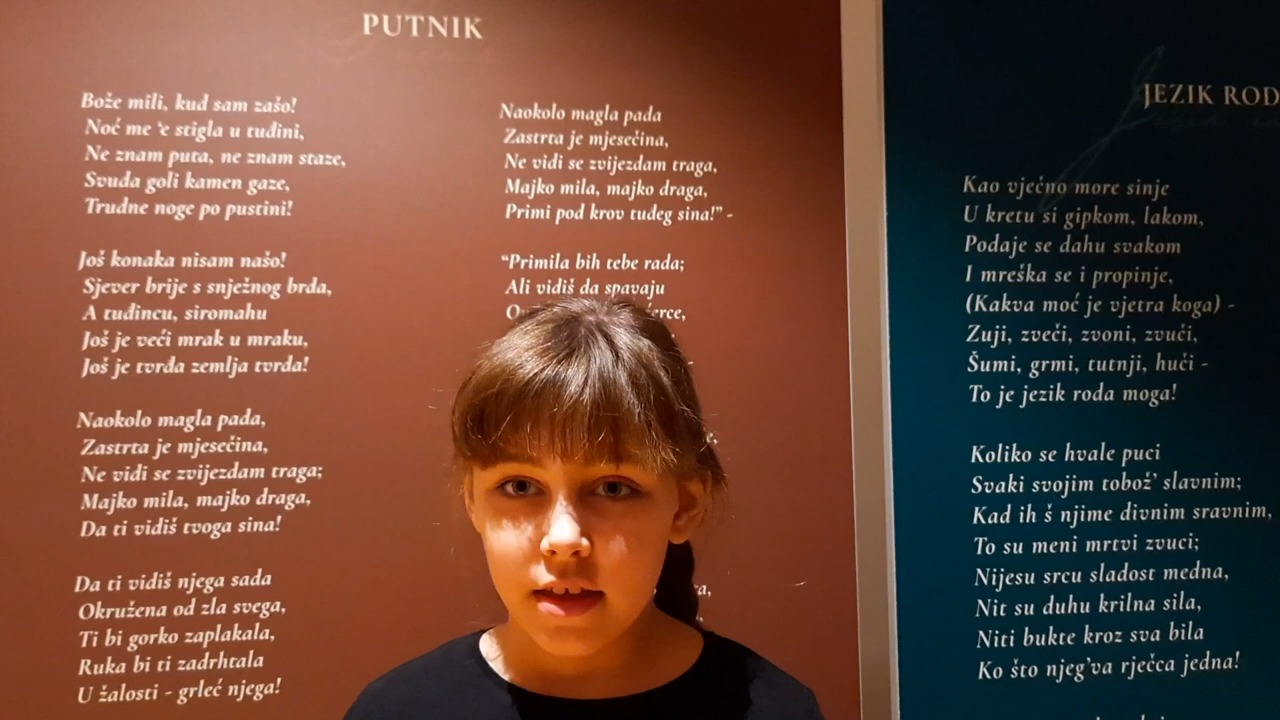 PUTNIK
Bože mili, kud sam zašo!
Noć me 'e stigla u tuđini,
Ne znam puta, ne znam staze,
Svuda goli kamen gaze,
Trudne noge po pustini!
Još konaka nisam našo!
Sjever brije s snježnog brda,
A tuđincu, siromahu
Još je veći mrak u mraku,
Još je tvrđa zemlja tvrda!
Naokolo magla pada,
Zastrta je mjesečina,
Ne vidi se zvijezdam traga;
Majko mila, majko draga,
Da ti vidiš tvoga sina!
Da ti vidiš njega sada
Okružena od zla svega,
Ti bi gorko zaplakala,
Ruka bi ti zadrhtala
U žalosti - grleć njega!
Naokolo magla pada
Zastrta je mjesečina,
Ne vidi se zvijezdam traga,
Majko mila, majko draga,
Primi pod krov tuđeg sina!" -
"Primila bih tebe rada;
Ali vidiš da spavaju
JEZIK ROD
Kao vječno more sinje
U kretu si gipkom, lakom,
Podaje se dahu svakom
I mreška se i propinje,
(Kakva moć je vjetra koga) -
Zuji, zveči, zvoni, zvuči,
Šumi, grmi, tutnji, huči -
To je jezik roda moga!
Koliko se hvale puci
Svaki svojim tobož' slavnim;
Kad ih š njime divnim sravnim,
To su meni mrtvi zvuci;
Nijesu srcu sladost medna,
Nit su duhu krilna sila,
Niti bukte kroz sva bila
Ko što njeg'va rječca jedna!